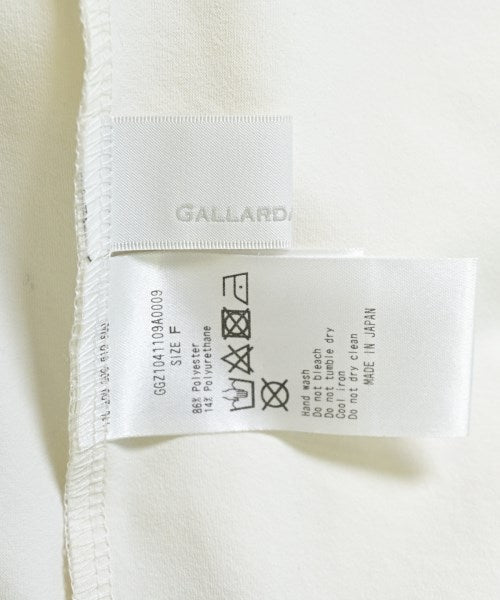 GALLARDA
GGZ1041109A0009
SIZE F
86% Polyester
14% Polyurethane
Hand wash
Do not bleach
Do not tumble dry
Cool iron
Do not dry clean
MADE IN JAPAN